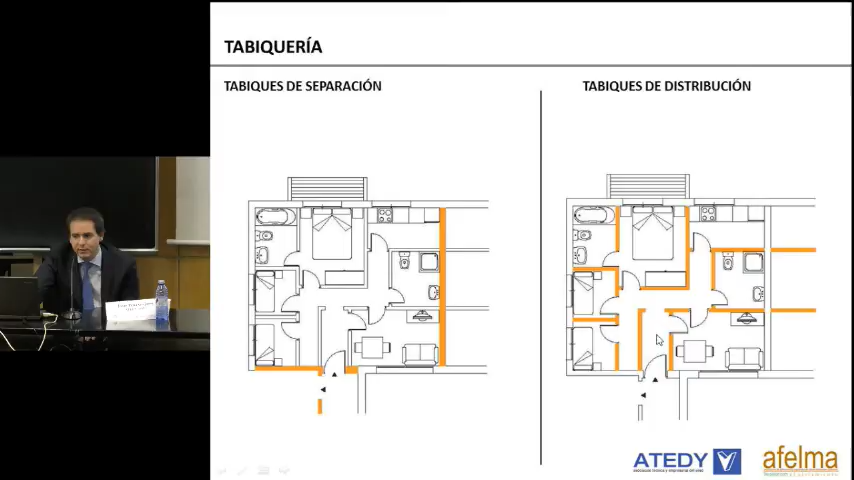 TABIQUERÍA
TABIQUES DE SEPARACIÓN
TABIQUES DE DISTRIBUCIÓN
ATEDY
afelma